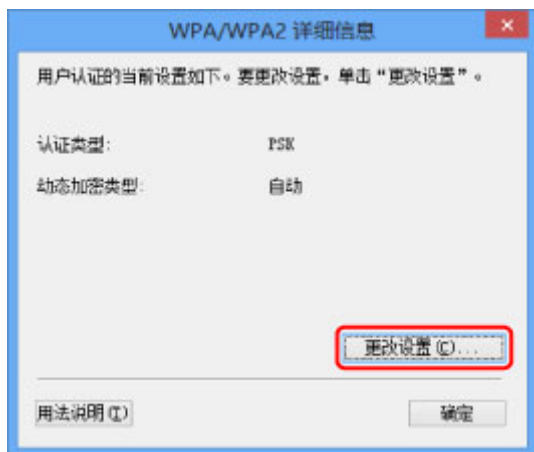 WPA/WPA2 详细信息
用户认证的当前设置如下。要更改设置，单击“更改设置”。
认证类型: PSK
动态加密类型: 自动
更改设置(C)...
用法说明(I) 确定